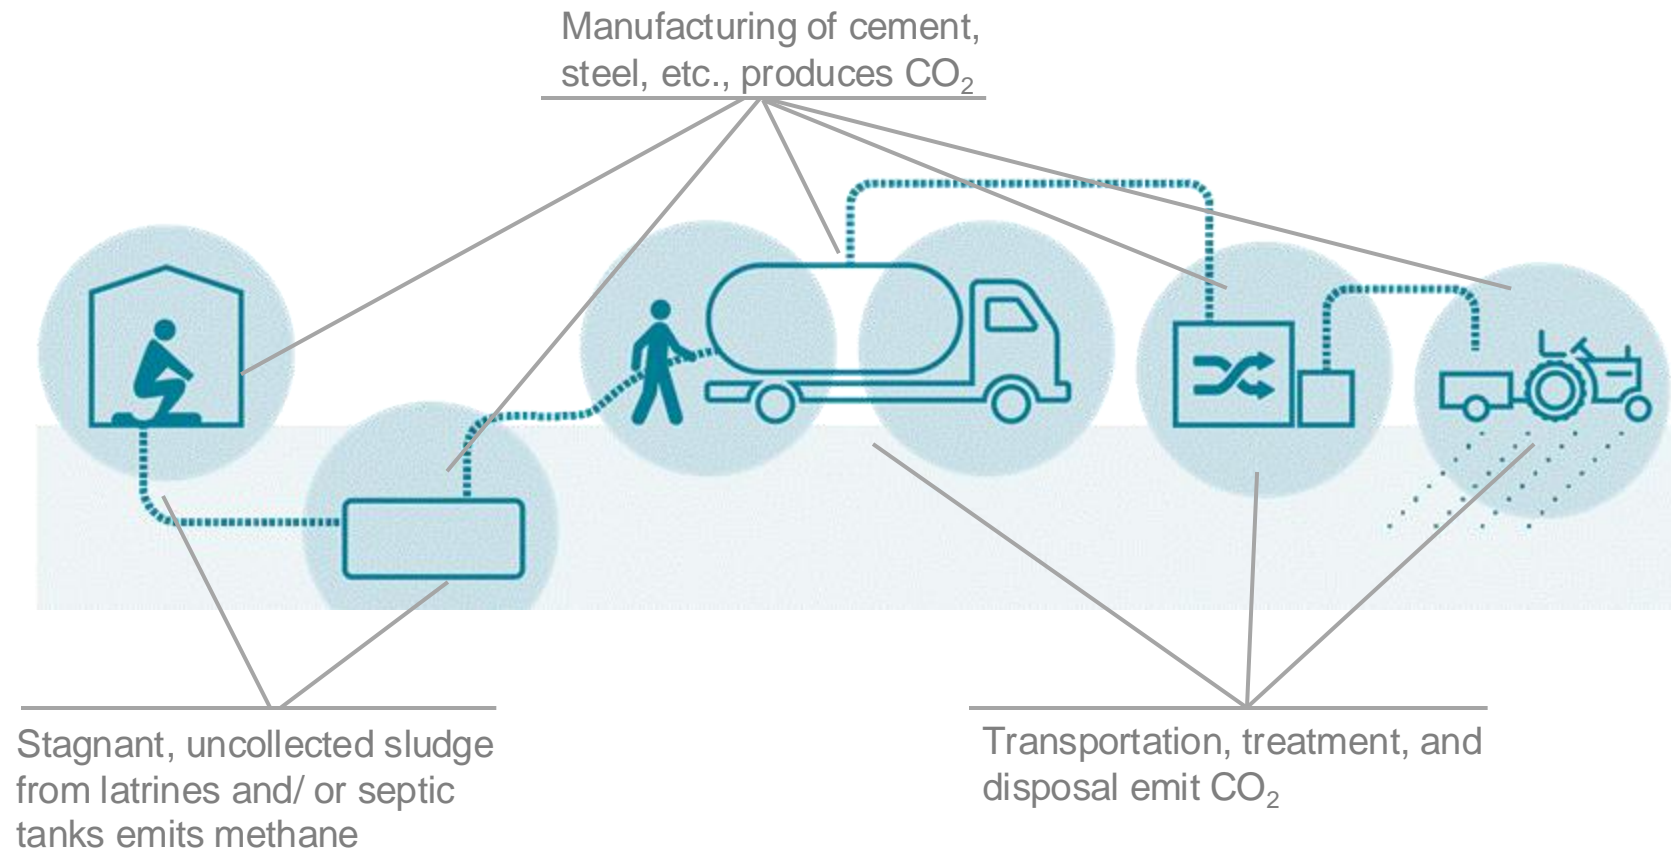 Manufacturing of cement,
steel, etc., produces CO₂
Stagnant, uncollected sludge
from latrines and/ or septic
tanks emits methane
Transportation, treatment, and
disposal emit CO₂